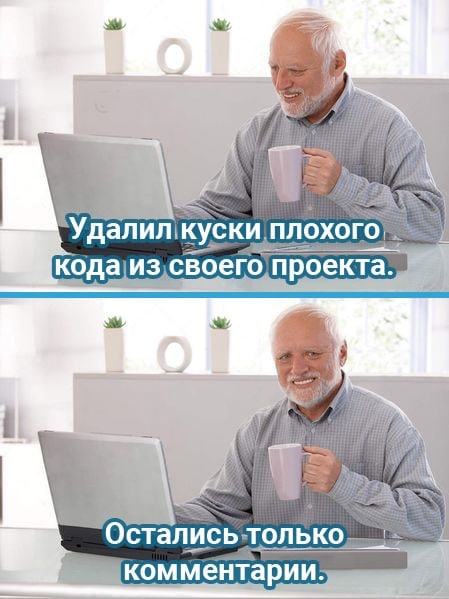 Удалил куски плохого
кода из своего проекта.
Остались только
комментарии.